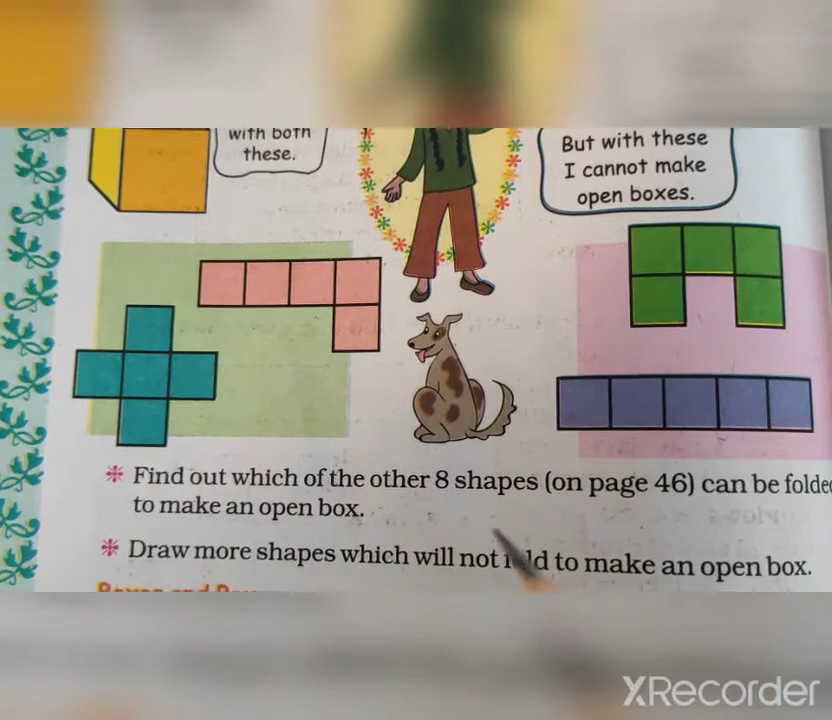 with both
these.
But with these
I cannot make
open boxes.
Find out which of the other 8 shapes (on page 46) can be folded
to make an open box.
Draw more shapes which will not fold to make an open box.
XRecorder